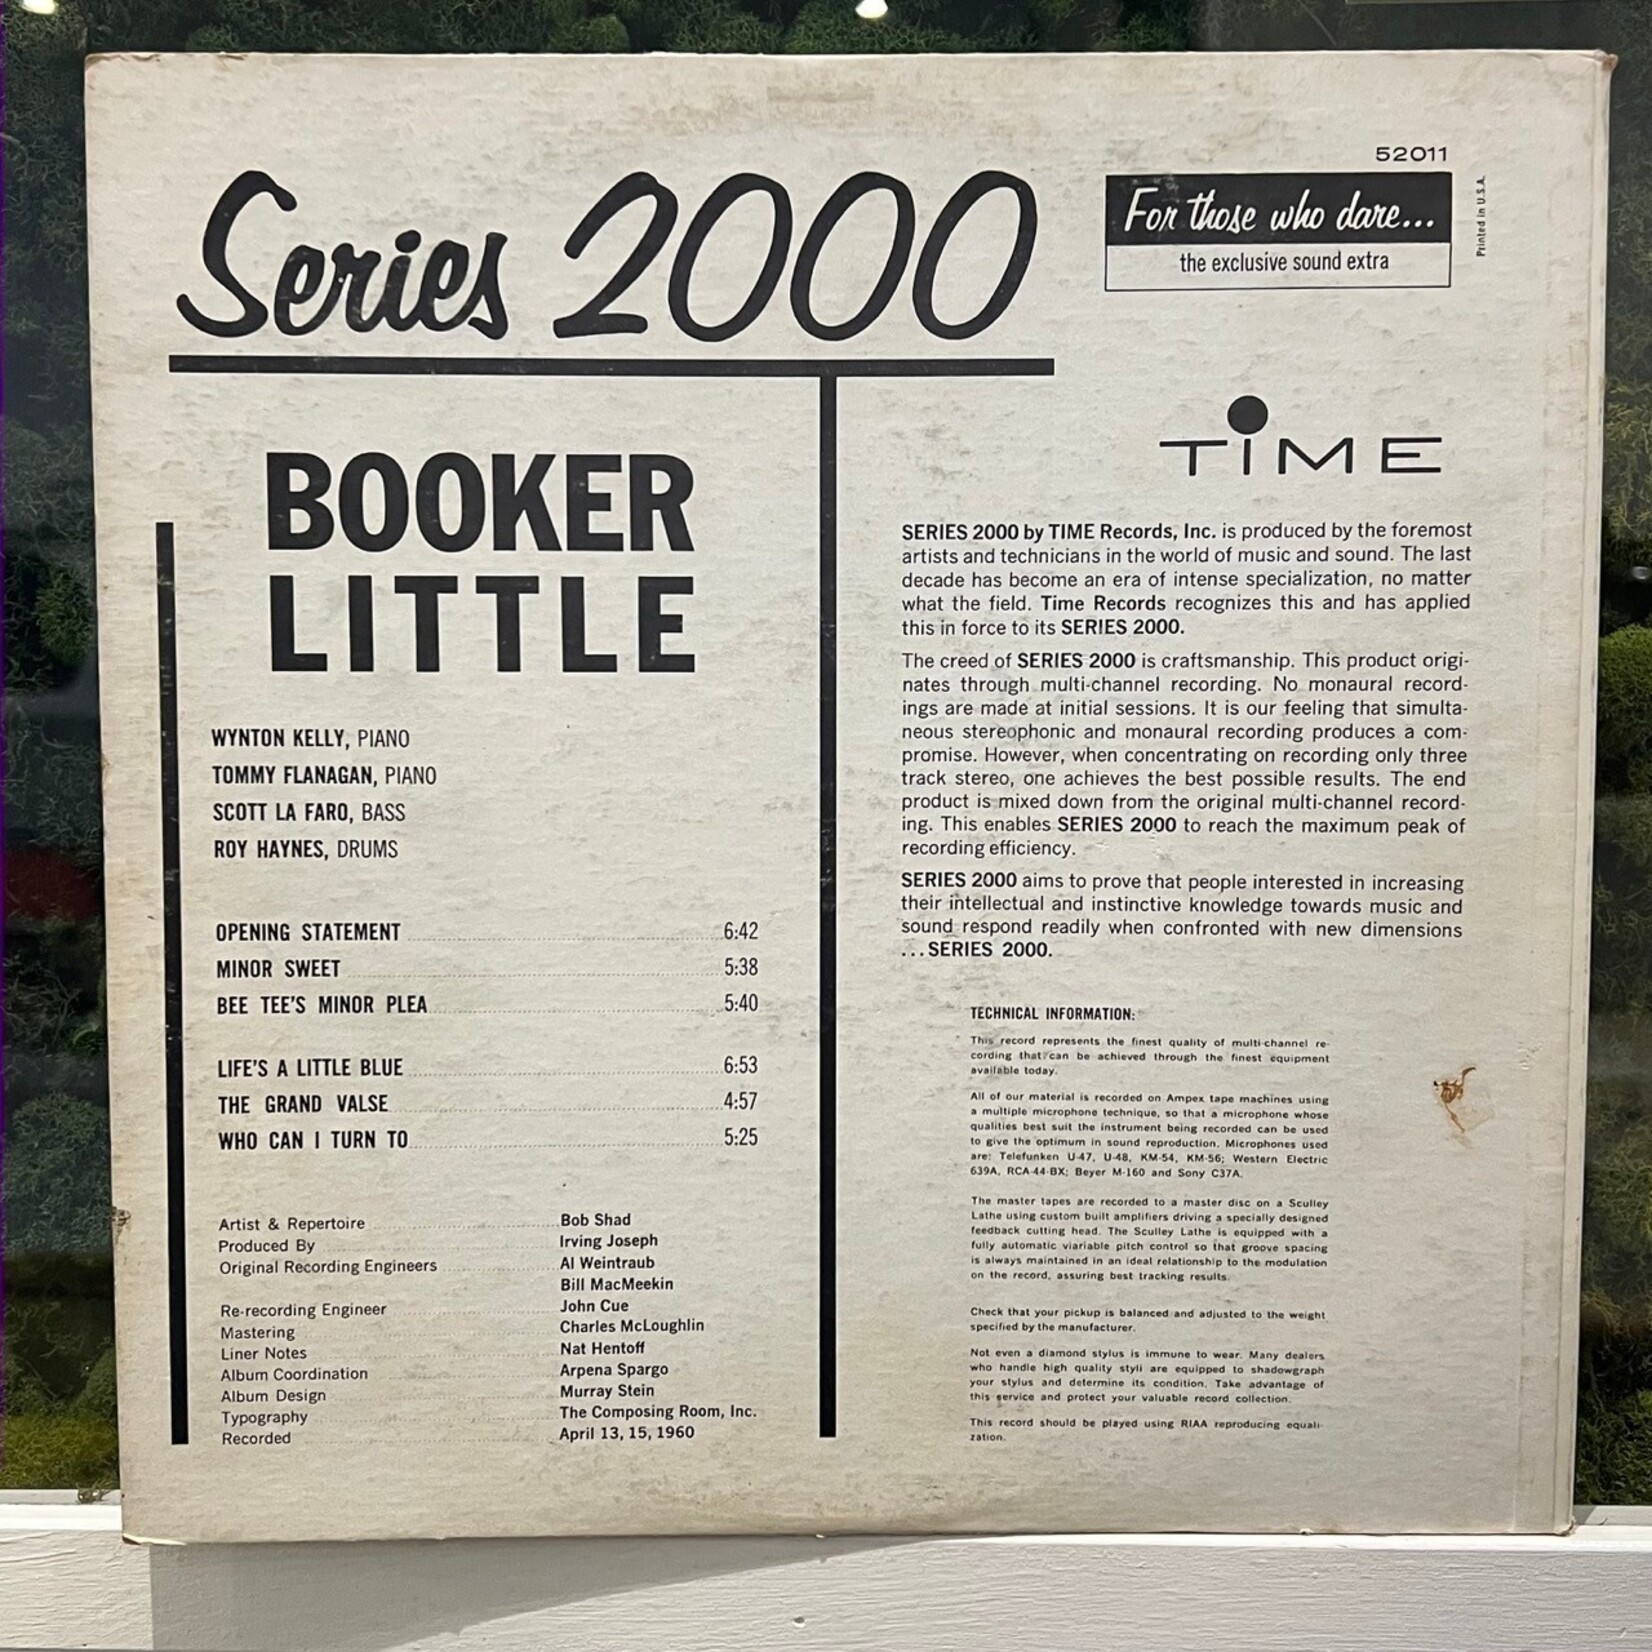 52011
Series 2000
For those who dare...
the exclusive sound extra
Printed in U.S.A.
BOOKER
LITTLE
WYNTON KELLY, PIANO
TOMMY FLANAGAN, PIANO
SCOTT LA FARO, BASS
ROY HAYNES, DRUMS
OPENING STATEMENT 6:42
MINOR SWEET 5:38
BEE TEE'S MINOR PLEA 5:40
LIFE'S A LITTLE BLUE 6:53
THE GRAND VALSE 4:57
WHO CAN I TURN TO 5:25
Artist & Repertoire Bob Shad
Produced By Irving Joseph
Original Recording Engineers Al Weintraub
Bill MacMeekin
Re-recording Engineer John Cue
Mastering Charles McLoughlin
Liner Notes Nat Hentoff
Album Coordination Arpena Spargo
Album Design Murray Stein
Typography The Composing Room, Inc.
Recorded April 13, 15, 1960
TIME
SERIES 2000 by TIME Records, Inc. is produced by the foremost
artists and technicians in the world of music and sound. The last
decade has become an era of intense specialization, no matter
what the field. Time Records recognizes this and has applied
this in force to its SERIES 2000.
The creed of SERIES 2000 is craftsmanship. This product origi-
nates through multi-channel recording. No monaural record-
ings are made at initial sessions. It is our feeling that simulta-
neous stereophonic and monaural recording produces a com-
promise. However, when concentrating on recording only three
track stereo, one achieves the best possible results. The end
product is mixed down from the original multi-channel record-
ing. This enables SERIES 2000 to reach the maximum peak of
recording efficiency.
SERIES 2000 aims to prove that people interested in increasing
their intellectual and instinctive knowledge towards music and
sound respond readily when confronted with new dimensions
...SERIES 2000.
TECHNICAL INFORMATION:
This record represents the finest quality of multi-channel re-
cording that can be achieved through the finest equipment
available today.
All of our material is recorded on Ampex tape machines using
a multiple microphone technique, so that a microphone whose
qualities best suit the instrument being recorded can be used
to give the optimum in sound reproduction. Microphones used
are: Telefunken U-47, U-48, KM-54, KM-56; Western Electric
639A, RCA-44-BX; Beyer M-160 and Sony C37A.
The master tapes are recorded to a master disc on a Sculley
Lathe using custom built amplifiers driving a specially designed
feedback cutting head. The Sculley Lathe is equipped with a
fully automatic viariable pitch control so that groove spacing
is always maintained in an ideal relationship to the modulation
on the record, assuring best tracking results.
Check that your pickup is balanced and adjusted to the weight
specified by the manufacturer.
Not even a diamond stylus is immune to wear. Many dealers
who handle high quality styli are equipped to shadowgraph
your stylus and determine its condition. Take advantage of
this service and protect your valuable record collection.
This record should be played using RIAA reproducing equali-
zation.